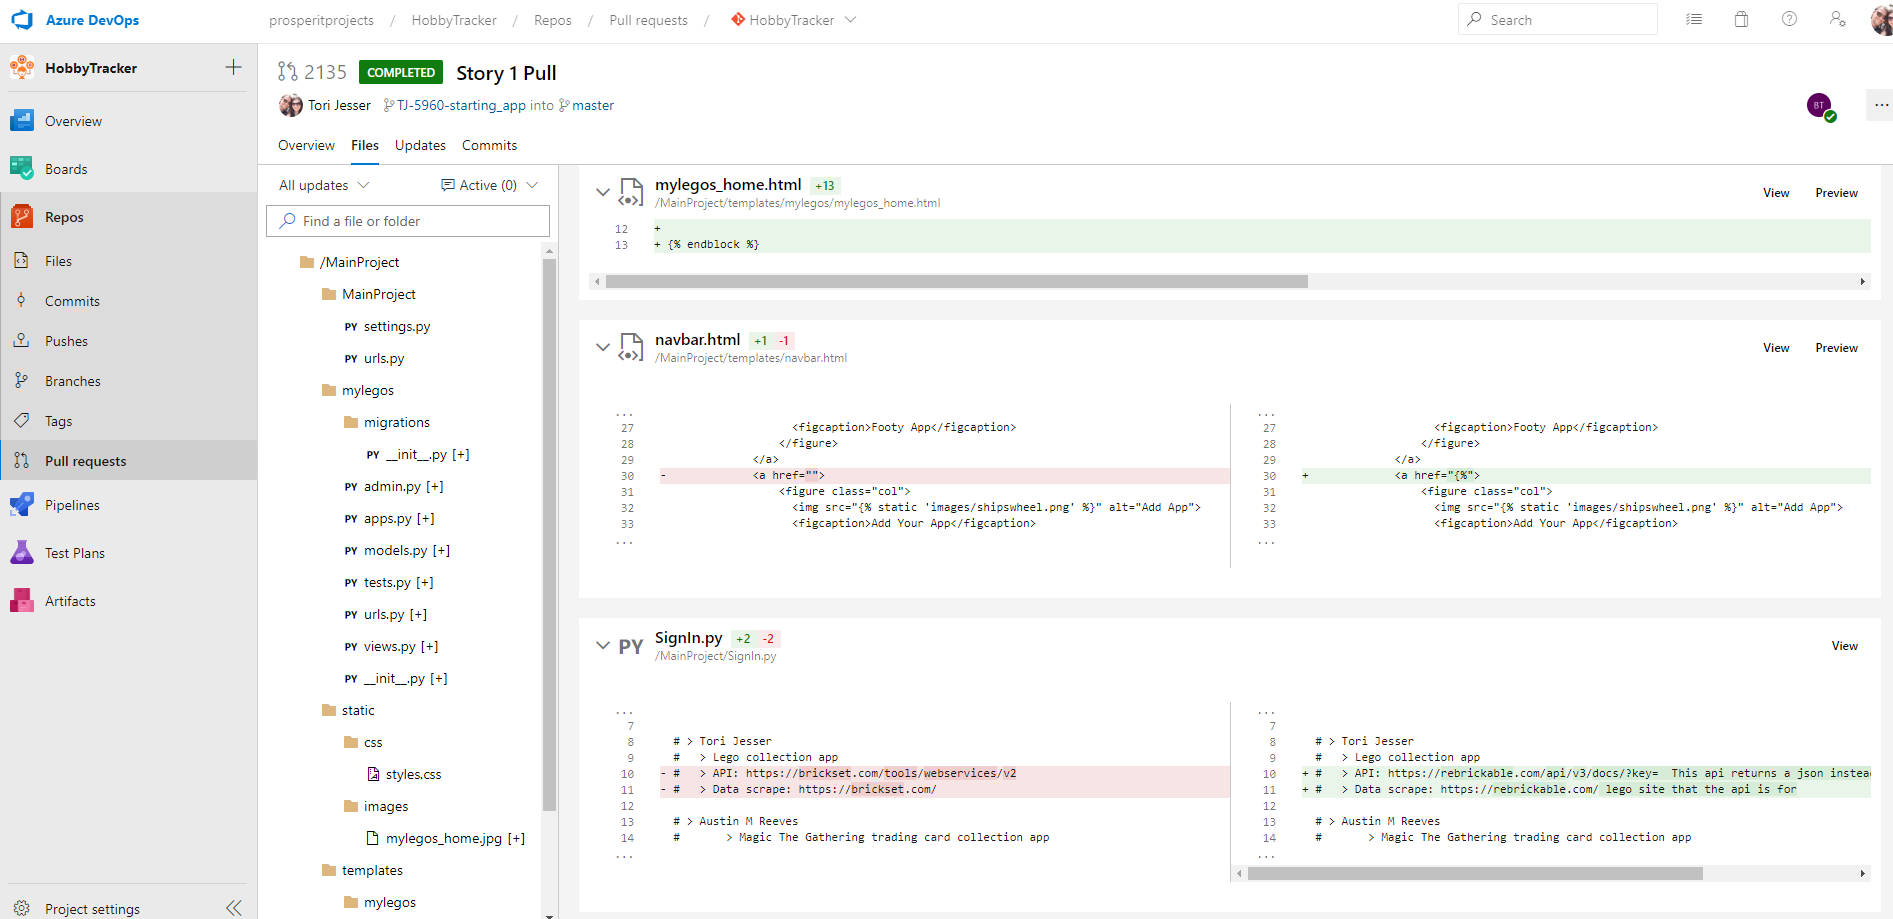 Azure DevOps
prosperitprojects / HobbyTracker / Repos / Pull requests / HobbyTracker
Search
HobbyTracker
Overview
Boards
Repos
Files
Commits
Pushes
Branches
Tags
Pull requests
Pipelines
Test Plans
Artifacts
Project settings
2135 COMPLETED Story 1 Pull
Tori Jesser TJ-5960-starting_app into master
BT
...
Overview Files Updates Commits
All updates Active (0)
Find a file or folder
/MainProject
MainProject
PY settings.py
PY urls.py
mylegos
migrations
PY __init__.py [+]
PY admin.py [+]
PY apps.py [+]
PY models.py [+]
PY tests.py [+]
PY urls.py [+]
PY views.py [+]
PY __init__.py [+]
static
css
styles.css
images
mylegos_home.jpg [+]
templates
mylegos
mylegos_home.html +13
/MainProject/templates/mylegos/mylegos_home.html
View Preview
12 +
13 + {% endblock %}
navbar.html +1 -1
/MainProject/templates/navbar.html
View Preview
...
27 <figcaption>Footy App</figcaption>
28 </figure>
29 </a>
30 - <a href="">
31 <figure class="col">
32 <img src="{% static 'images/shipswheel.png' %}" alt="Add App">
33 <figcaption>Add Your App</figcaption>
...
...
27 <figcaption>Footy App</figcaption>
28 </figure>
29 </a>
30 + <a href="{%">
31 <figure class="col">
32 <img src="{% static 'images/shipswheel.png' %}" alt="Add App">
33 <figcaption>Add Your App</figcaption>
...
PY SignIn.py +2 -2
/MainProject/SignIn.py
View
...
7
8 # > Tori Jesser
9 # > Lego collection app
10 - # > API: https://brickset.com/tools/webservices/v2
11 - # > Data scrape: https://brickset.com/
12
13 # > Austin M Reeves
14 # > Magic The Gathering trading card collection app
...
...
7
8 # > Tori Jesser
9 # > Lego collection app
10 + # > API: https://rebrickable.com/api/v3/docs/?key= This api returns a json instea
11 + # > Data scrape: https://rebrickable.com/ lego site that the api is for
12
13 # > Austin M Reeves
14 # > Magic The Gathering trading card collection app
...